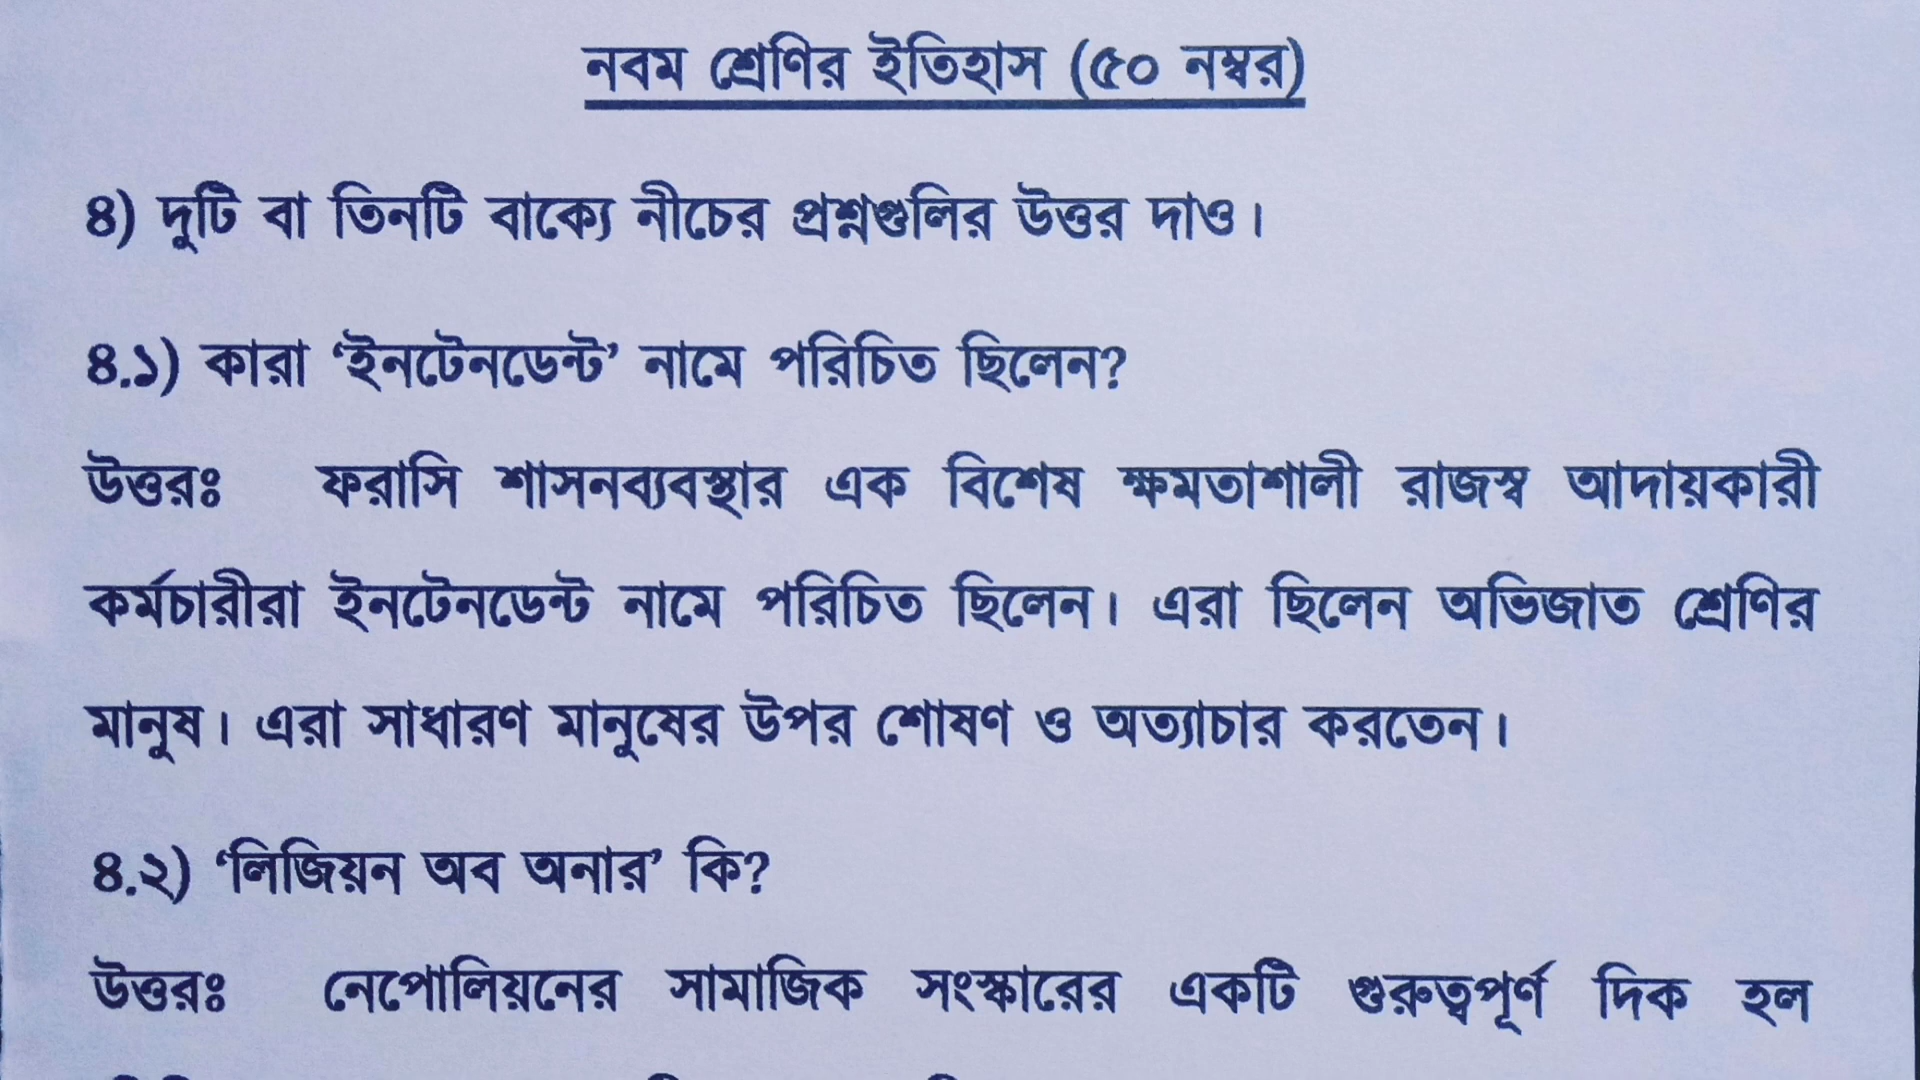 নবম শ্রেণির ইতিহাস (৫০ নম্বর)
৪) দুটি বা তিনটি বাক্যে নীচের প্রশ্নগুলির উত্তর দাও।
৪.১) কারা ‘ইনটেনডেন্ট’ নামে পরিচিত ছিলেন?
উত্তরঃ ফরাসি শাসনব্যবস্থার এক বিশেষ ক্ষমতাশালী রাজস্ব আদায়কারী
কর্মচারীরা ইনটেনডেন্ট নামে পরিচিত ছিলেন। এরা ছিলেন অভিজাত শ্রেণির
মানুষ। এরা সাধারণ মানুষের উপর শোষণ ও অত্যাচার করতেন।
৪.২) ‘লিজিয়ন অব অনার’ কি?
উত্তরঃ নেপোলিয়নের সামাজিক সংস্কারের একটি গুরুত্বপূর্ণ দিক হল